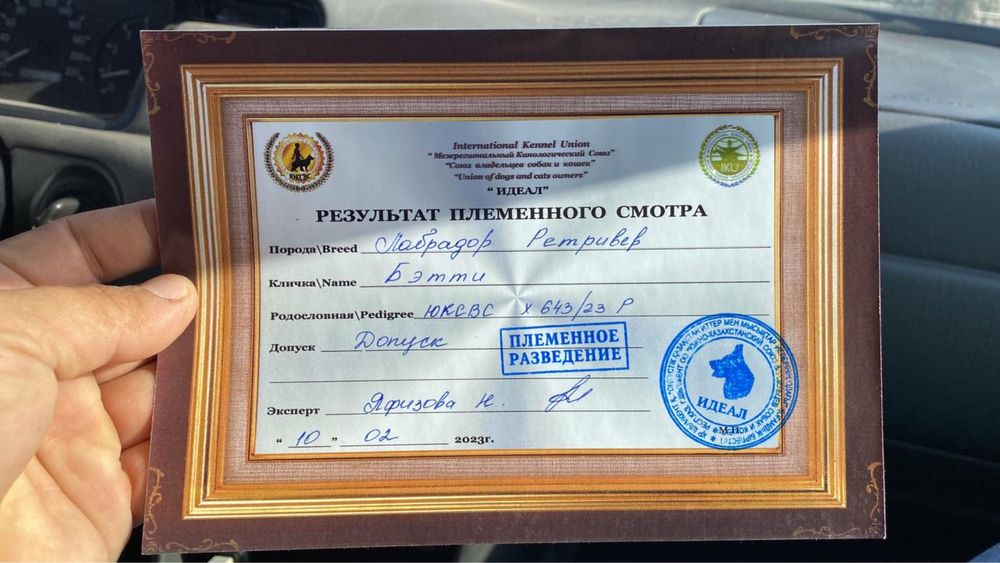 International Kennel Union
"Межрегиональный Кинологический Союз"
"Союз владельцев собак и кошек"
"Union of dogs and cats owners"
"ИДЕАЛ"
ЮКСВС
IKU
РЕЗУЛЬТАТ ПЛЕМЕННОГО СМОТРА
Порода\Breed Лабрадор Ретривер
Кличка\Name Бэтти
Родословная\Pedigree ЮКСВС X 643/23 Р
Допуск Допуск
ПЛЕМЕННОЕ
РАЗВЕДЕНИЕ
Эксперт Яфизова Н.
"10" 02 2023г.
ИДЕАЛ
М.П.